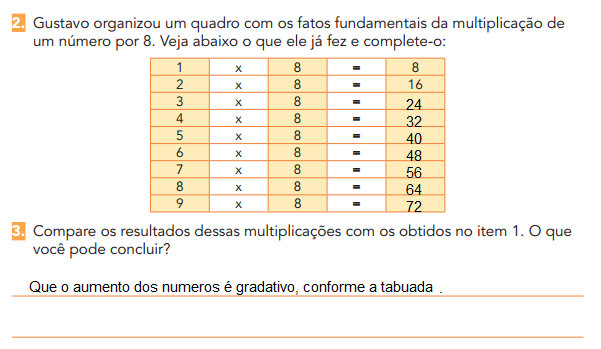 2. Gustavo organizou um quadro com os fatos fundamentais da multiplicação de
um número por 8. Veja abaixo o que ele já fez e complete-o:
1 x 8 = 8
2 x 8 = 16
3 x 8 = 24
4 x 8 = 32
5 x 8 = 40
6 x 8 = 48
7 x 8 = 56
8 x 8 = 64
9 x 8 = 72
3. Compare os resultados dessas multiplicações com os obtidos no item 1. O que
você pode concluir?
Que o aumento dos numeros é gradativo, conforme a tabuada .